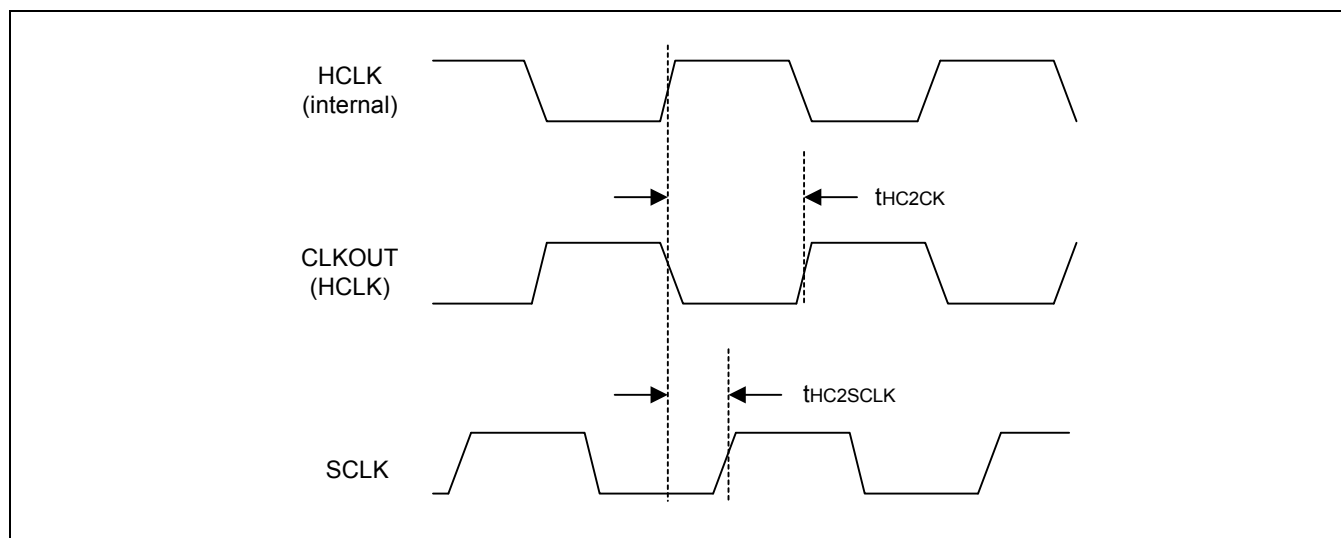 HCLK
(internal)
tHC2CK
CLKOUT
(HCLK)
tHC2SCLK
SCLK